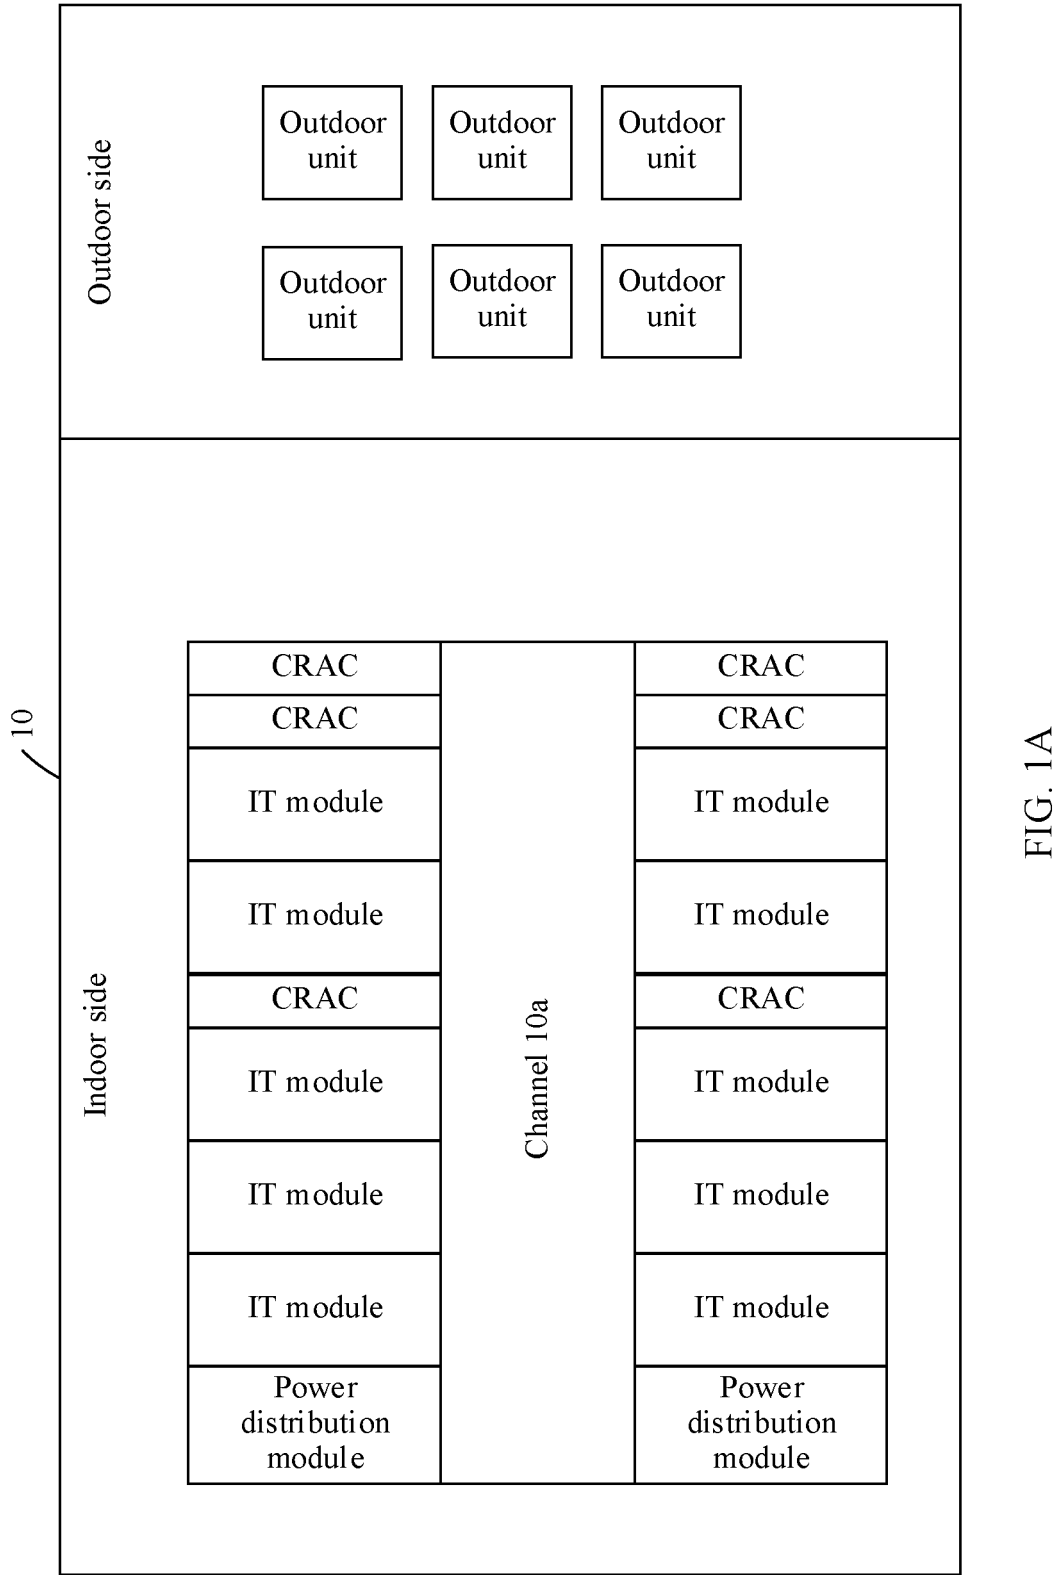 Outdoor side
Outdoor
unit
Outdoor
unit
Outdoor
unit
Outdoor
unit
Outdoor
unit
Outdoor
unit
10
Indoor side
CRAC
CRAC
IT module
IT module
CRAC
IT module
IT module
IT module
Power
distribution
module
Channel 10a
CRAC
CRAC
IT module
IT module
CRAC
IT module
IT module
IT module
Power
distribution
module
FIG. 1A